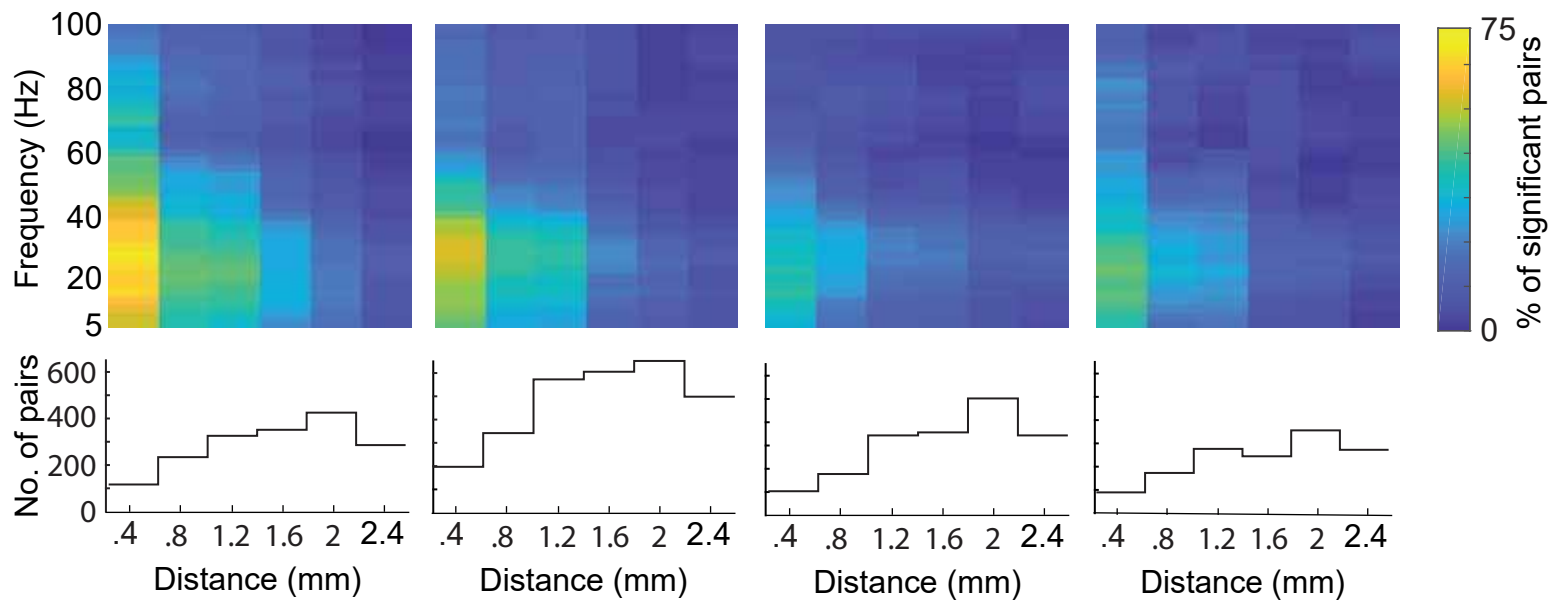 100
80
60
40
20
5
Frequency (Hz)
75
0
% of significant pairs
600
400
200
0
No. of pairs
.4 .8 1.2 1.6 2 2.4
.4 .8 1.2 1.6 2 2.4
.4 .8 1.2 1.6 2 2.4
.4 .8 1.2 1.6 2 2.4
Distance (mm)
Distance (mm)
Distance (mm)
Distance (mm)